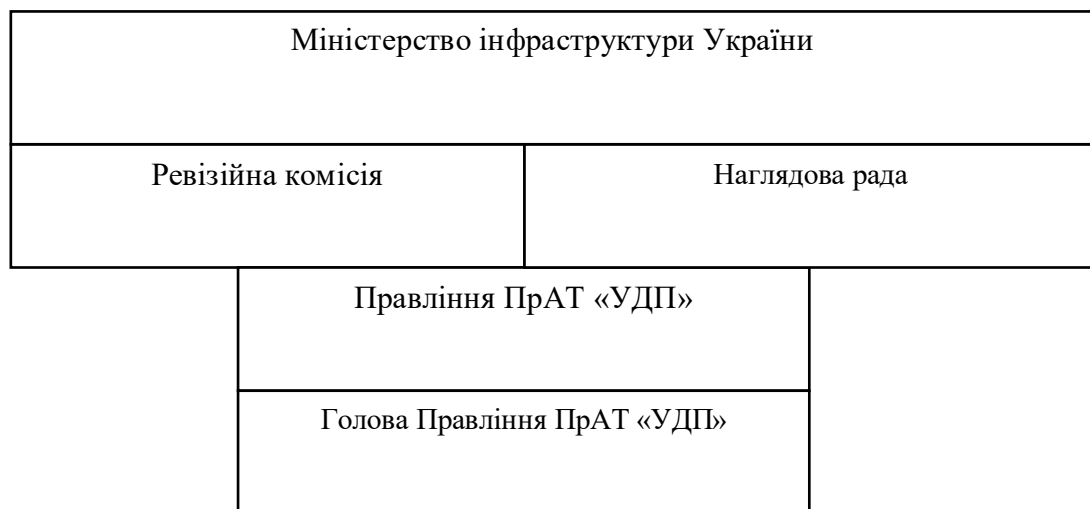 Міністерство інфраструктури України
Ревізійна комісія
Наглядова рада
Правління ПрАТ «УДП»
Голова Правління ПрАТ «УДП»